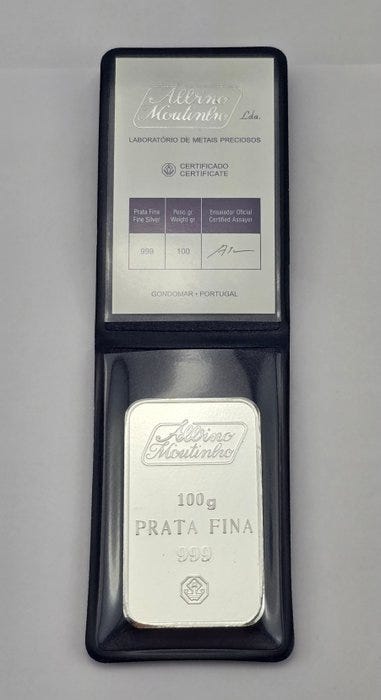 Albino
Moutinho Lda.
LABORATÓRIO DE METAIS PRECIOSOS
CERTIFICADO
CERTIFICATE
Prata Fina Peso gr Ensaiador Oficial
Fine Silver Weight gr Certified Assayer
999 100
GONDOMAR • PORTUGAL
Albino
Moutinho
100g
PRATA FINA
999